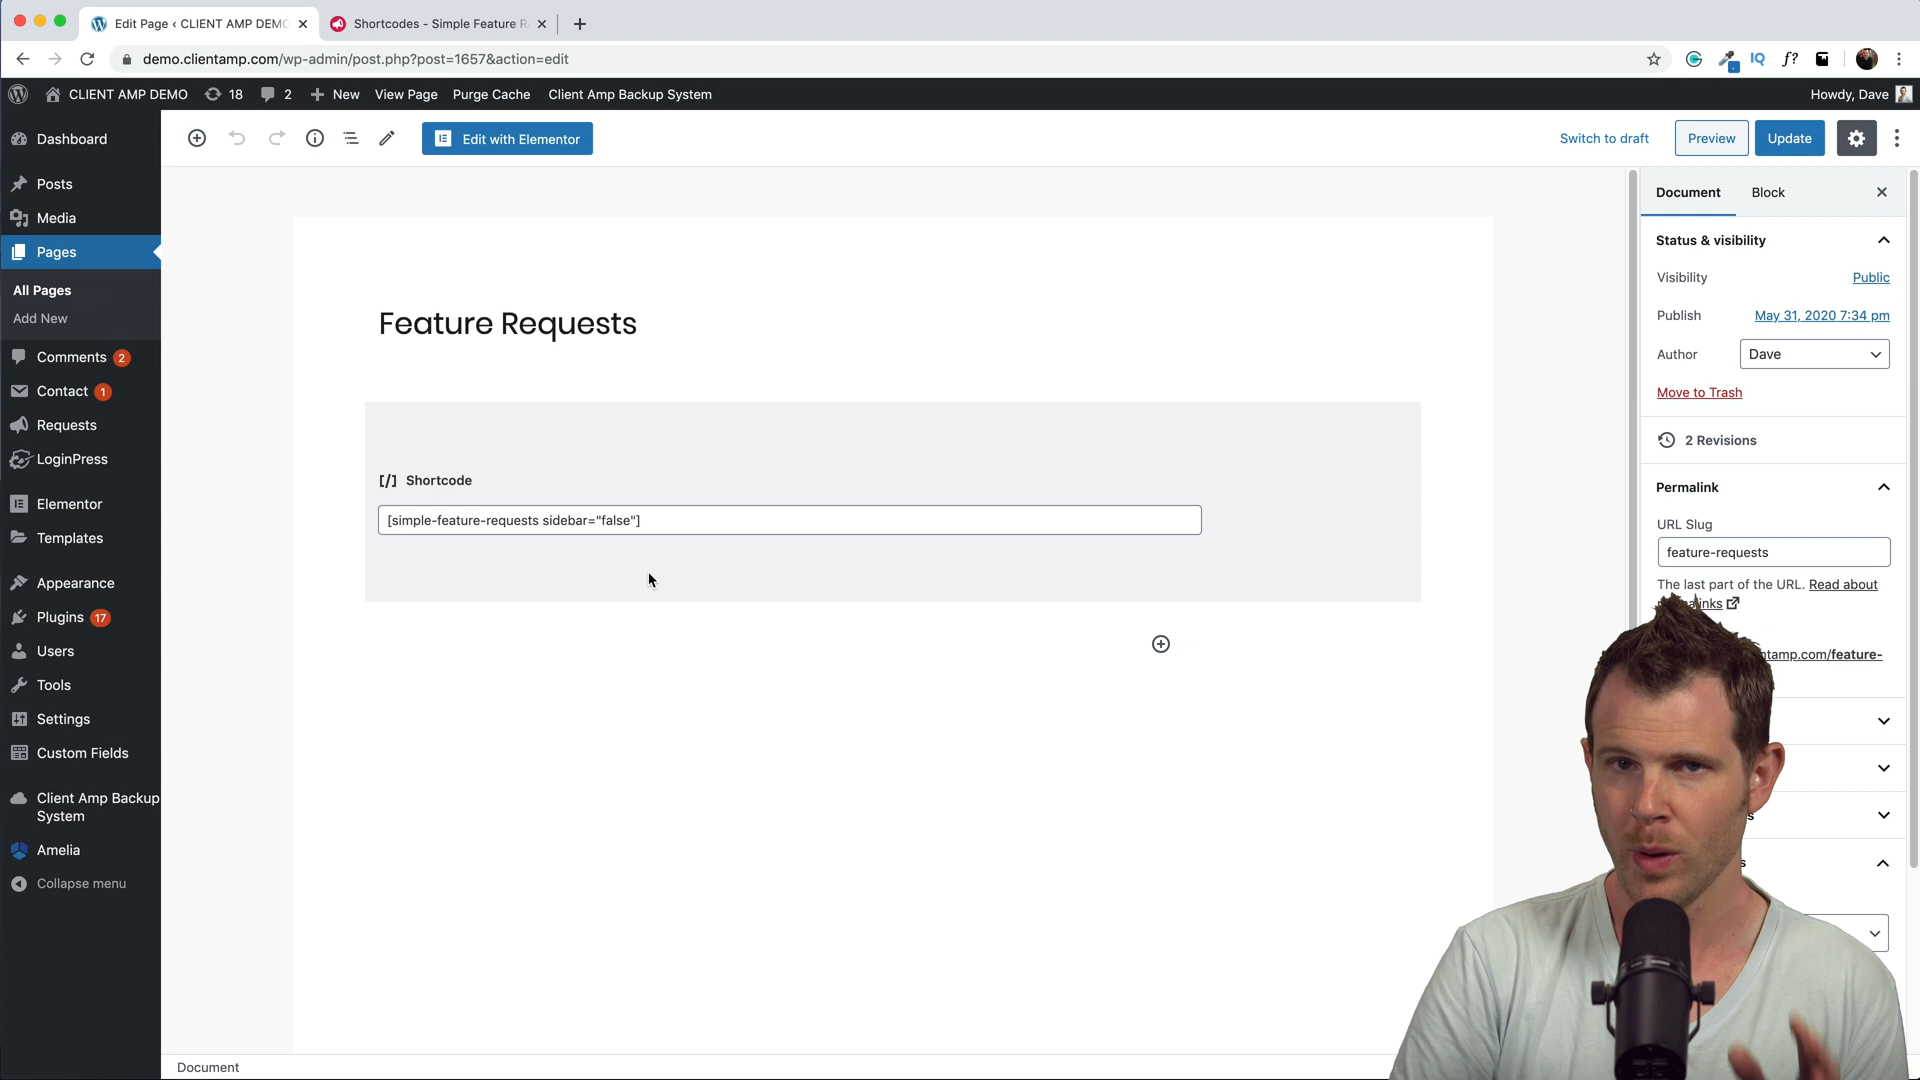 Edit Page ‹ CLIENT AMP DEMO
Shortcodes - Simple Feature R
demo.clientamp.com/wp-admin/post.php?post=1657&action=edit
IQ
f?
CLIENT AMP DEMO
18
2
New
View Page
Purge Cache
Client Amp Backup System
Howdy, Dave
Dashboard
Posts
Media
Pages
All Pages
Add New
Comments 2
Contact 1
Requests
LoginPress
Elementor
Templates
Appearance
Plugins 17
Users
Tools
Settings
Custom Fields
Client Amp Backup
System
Amelia
Collapse menu
Edit with Elementor
Switch to draft
Preview
Update
Feature Requests
[/] Shortcode
[simple-feature-requests sidebar="false"]
Document
Block
Status & visibility
Visibility
Public
Publish
May 31, 2020 7:34 pm
Author
Dave
Move to Trash
2 Revisions
Permalink
URL Slug
feature-requests
The last part of the URL. Read about
inks
ntamp.com/feature-
s
s
Document